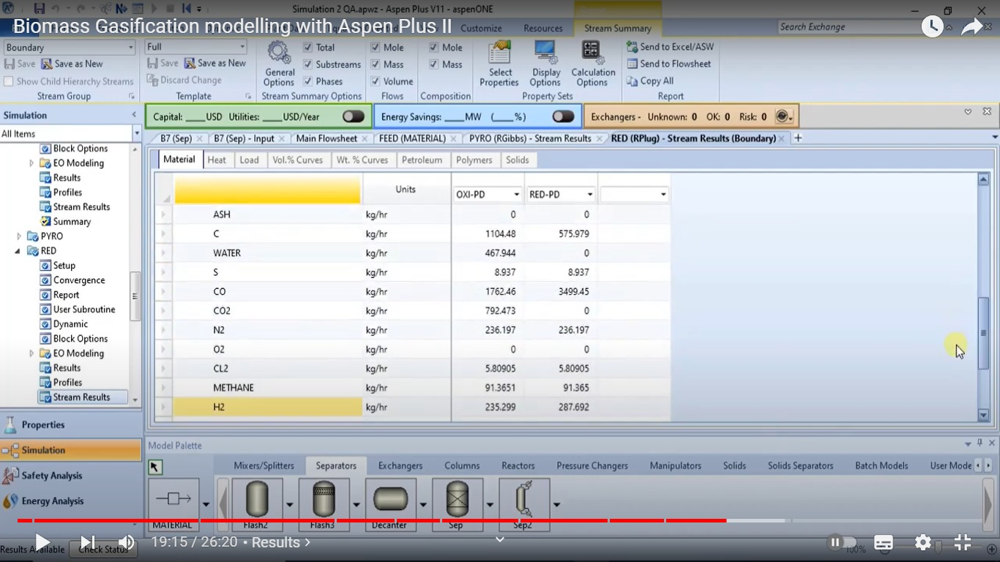 Simulation 2 QA.apwz - Aspen Plus V11 - aspenONE
Biomass Gasification modelling with Aspen Plus II
Customize Resources Stream Summary Search Exchange
Boundary Full Total Mole Mole Send to Excel/ASW
Save Save as New Save Save as New Substreams Mass Mass Send to Flowsheet
Show Child Hierarchy Streams Discard Change General Options Phases Volume Select Properties Display Options Calculation Options Copy All
Stream Group Template Stream Summary Options Flows Composition Property Sets Report
Simulation Capital: ____USD Utilities: ____USD/Year Energy Savings: ____MW (____%) Exchangers - Unknown: 0 OK: 0 Risk: 0
All Items B7 (Sep) B7 (Sep) - Input Main Flowsheet FEED (MATERIAL) PYRO (RGibbs) - Stream Results RED (RPlug) - Stream Results (Boundary) +
Block Options
EO Modeling
Results
Profiles
Stream Results
Summary
PYRO
RED
Setup
Convergence
Report
User Subroutine
Dynamic
Block Options
EO Modeling
Results
Profiles
Stream Results
Properties
Simulation
Safety Analysis
Energy Analysis
Material Heat Load Vol.% Curves Wt. % Curves Petroleum Polymers Solids
Units OXI-PD RED-PD
ASH kg/hr 0 0
C kg/hr 1104.48 575.979
WATER kg/hr 467.944 0
S kg/hr 8.937 8.937
CO kg/hr 1762.46 3499.45
CO2 kg/hr 792.473 0
N2 kg/hr 236.197 236.197
O2 kg/hr 0 0
CL2 kg/hr 5.80905 5.80905
METHANE kg/hr 91.3651 91.365
H2 kg/hr 235.299 287.692
Model Palette
Mixers/Splitters Separators Exchangers Columns Reactors Pressure Changers Manipulators Solids Solids Separators Batch Models User Mode
MATERIAL Flash2 Flash3 Decanter Sep Sep2
19:15 / 26:20 • Results
Results Available Check Status 100%